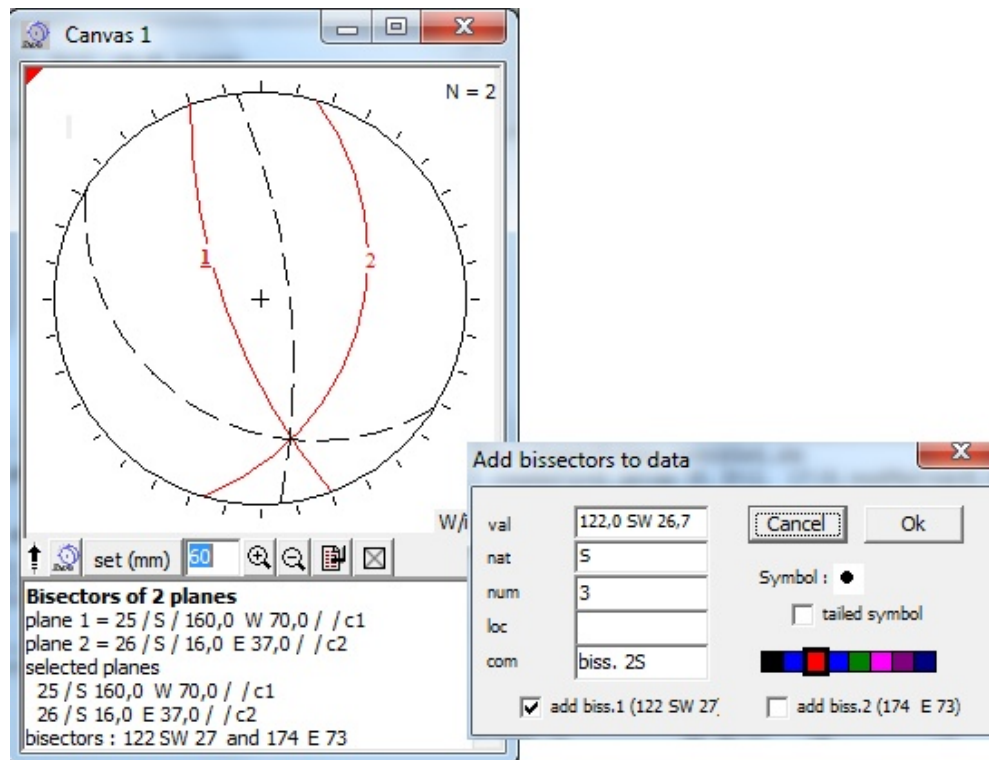 Canvas 1
N = 2
1
2
W/i
set (mm) 60
Bisectors of 2 planes
plane 1 = 25 / S / 160,0 W 70,0 / / c1
plane 2 = 26 / S / 16,0 E 37,0 / / c2
selected planes
25 / S 160,0 W 70,0 / / c1
26 / S 16,0 E 37,0 / / c2
bisectors : 122 SW 27 and 174 E 73
Add bissectors to data
val 122,0 SW 26,7
Cancel Ok
nat S
Symbol :
num 3
tailed symbol
loc
com biss. 2S
add biss.1 (122 SW 27)
add biss.2 (174 E 73)